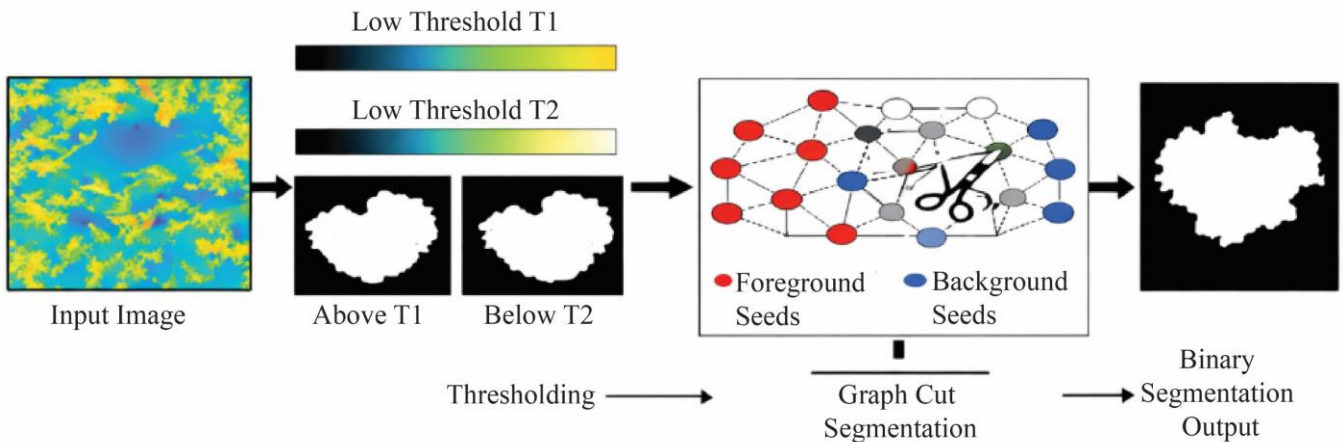 Low Threshold T1
Low Threshold T2
Input Image
Above T1
Below T2
Foreground
Seeds
Background
Seeds
Thresholding
Graph Cut
Segmentation
Binary
Segmentation
Output